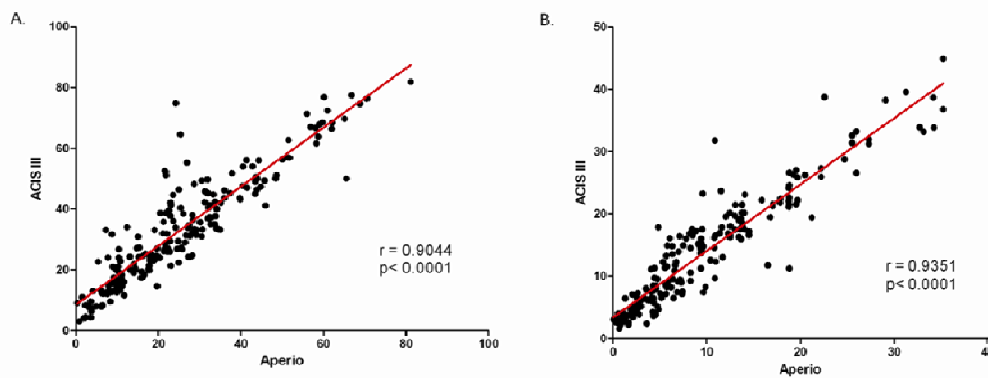 A.
100
80
60
40
20
0
ACIS III
r = 0.9044
p< 0.0001
0 20 40 60 80 100
Aperio
B.
50
40
30
20
10
0
ACIS III
r = 0.9351
p< 0.0001
0 10 20 30
Aperio